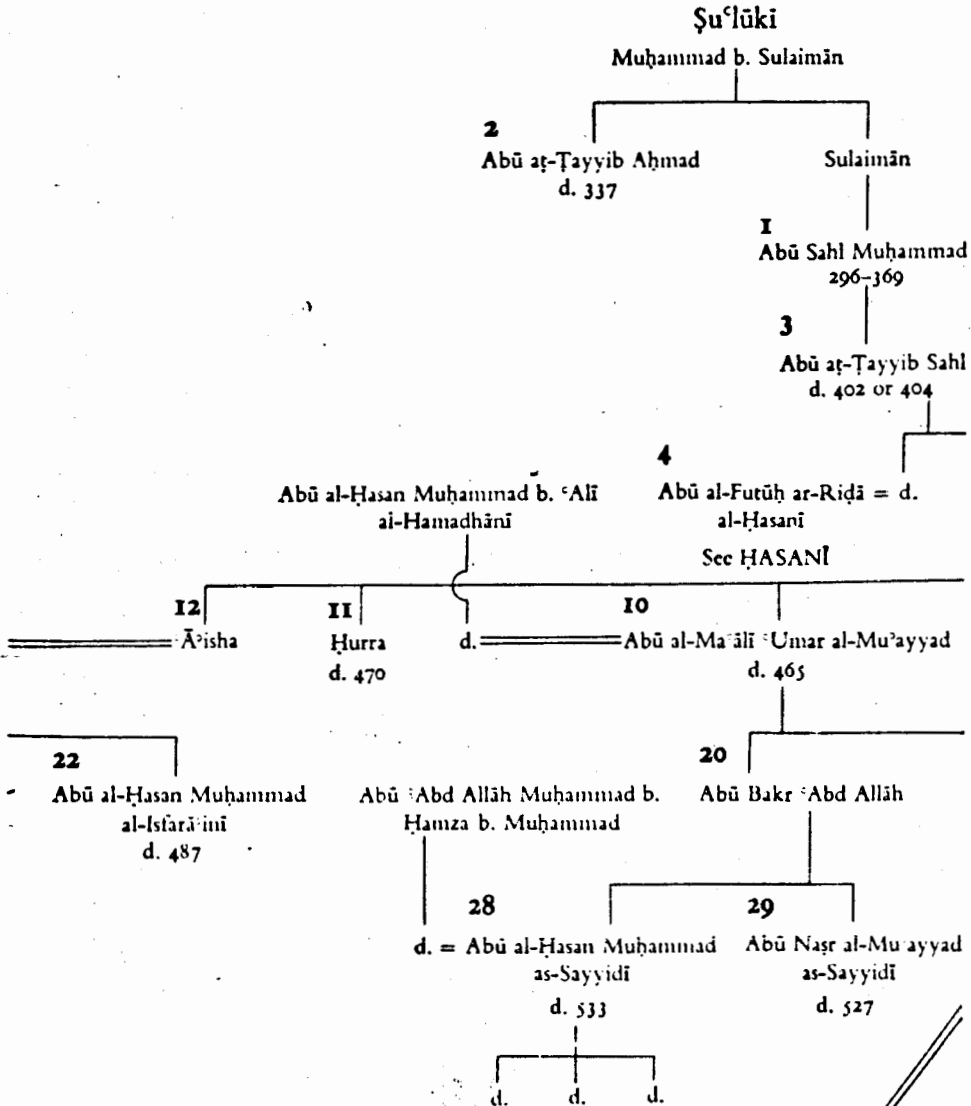 Ṣuʿlūki
Muḥammad b. Sulaimān
2
Abū aṭ-Ṭayyib Aḥmad
d. 337
Sulaimān
1
Abū Sahl Muḥammad
296–369
3
Abū aṭ-Ṭayyib Sahl
d. 402 or 404
4
Abū al-Ḥasan Muḥammad b. ʿAlī
al-Hamadhānī
Abū al-Futūḥ ar-Riḍā = d.
al-Ḥasanī
See ḤASANĪ
12
ʿĀʾisha
11
Ḥurra
d. 470
d.
10
Abū al-Maʿālī ʿUmar al-Muʾayyad
d. 465
22
Abū al-Ḥasan Muḥammad
al-Isfarāʾinī
d. 487
Abū ʿAbd Allāh Muḥammad b.
Ḥamza b. Muḥammad
20
Abū Bakr ʿAbd Allāh
28
d. = Abū al-Ḥasan Muḥammad
as-Sayyidī
d. 533
29
Abū Naṣr al-Muʾayyad
as-Sayyidī
d. 527
d. d. d.